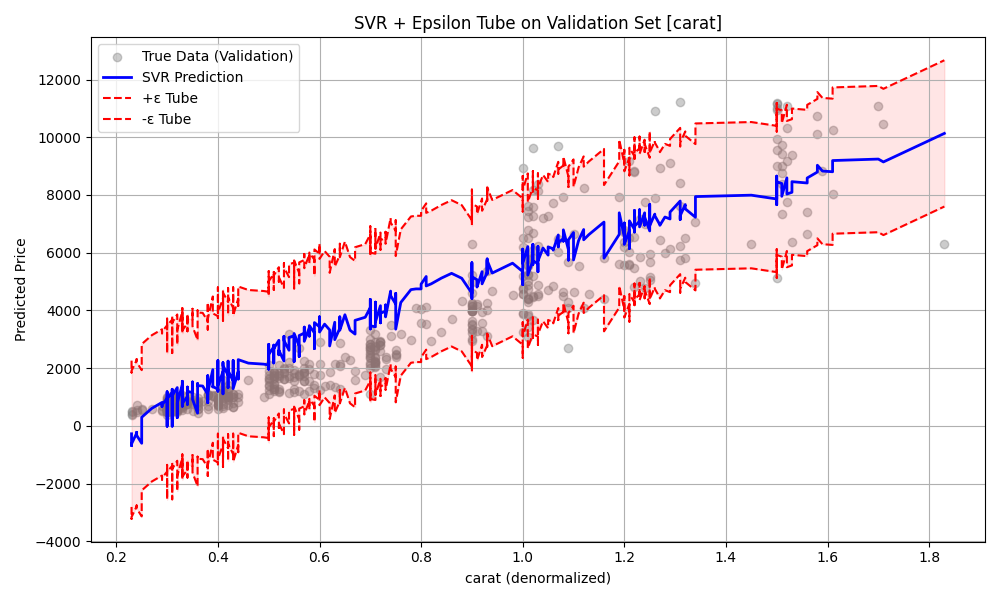 SVR + Epsilon Tube on Validation Set [carat]
True Data (Validation)
SVR Prediction
+ε Tube
-ε Tube
Predicted Price
12000
10000
8000
6000
4000
2000
0
−2000
−4000
0.2
0.4
0.6
0.8
1.0
1.2
1.4
1.6
1.8
carat (denormalized)